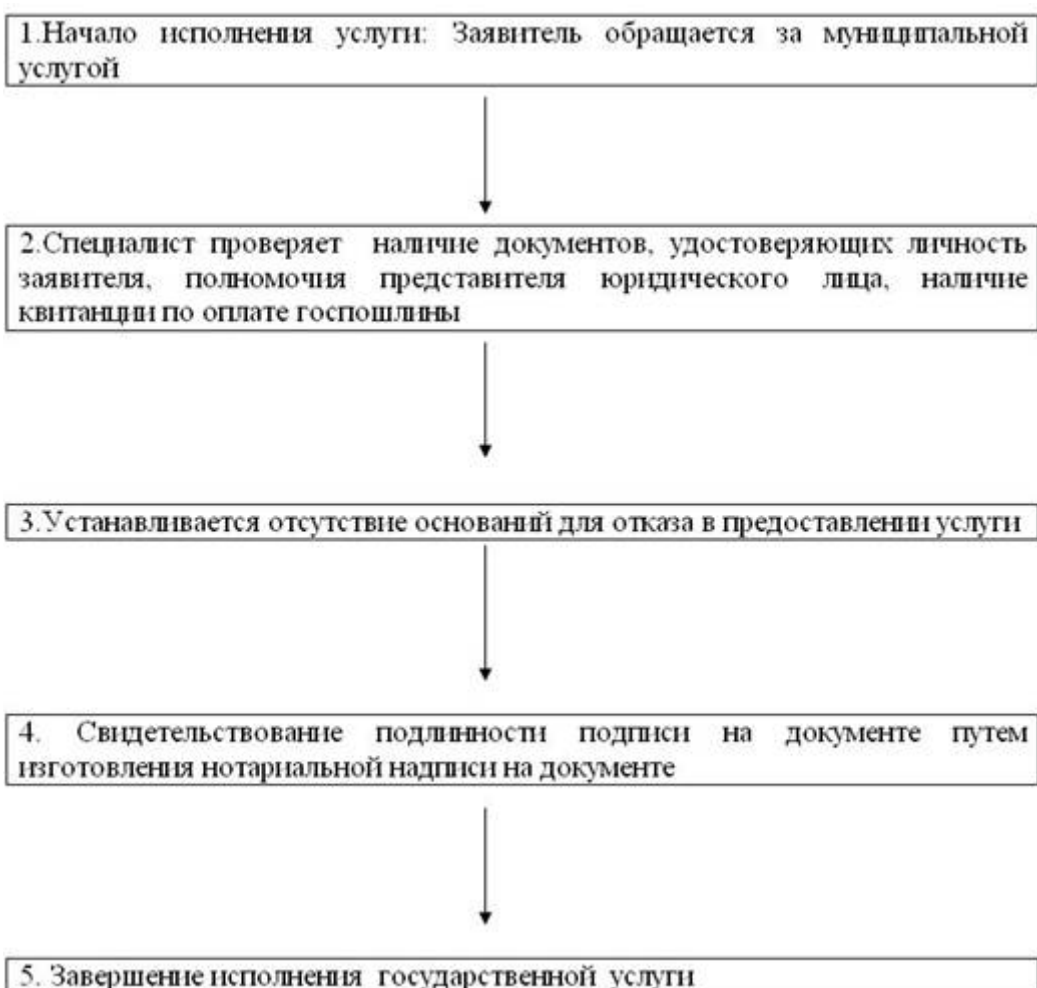 1.Начало исполнения услуги: Заявитель обращается за муниципальной
услугой
2.Специалист проверяет наличие документов, удостоверяющих личность
заявителя, полномочия представителя юридического лица, наличие
квитанции по оплате госпошлины
3.Устанавливается отсутствие оснований для отказа в предоставлении услуги
4. Свидетельствование подлинности подписи на документе путем
изготовления нотариальной надписи на документе
5. Завершение исполнения государственной услуги